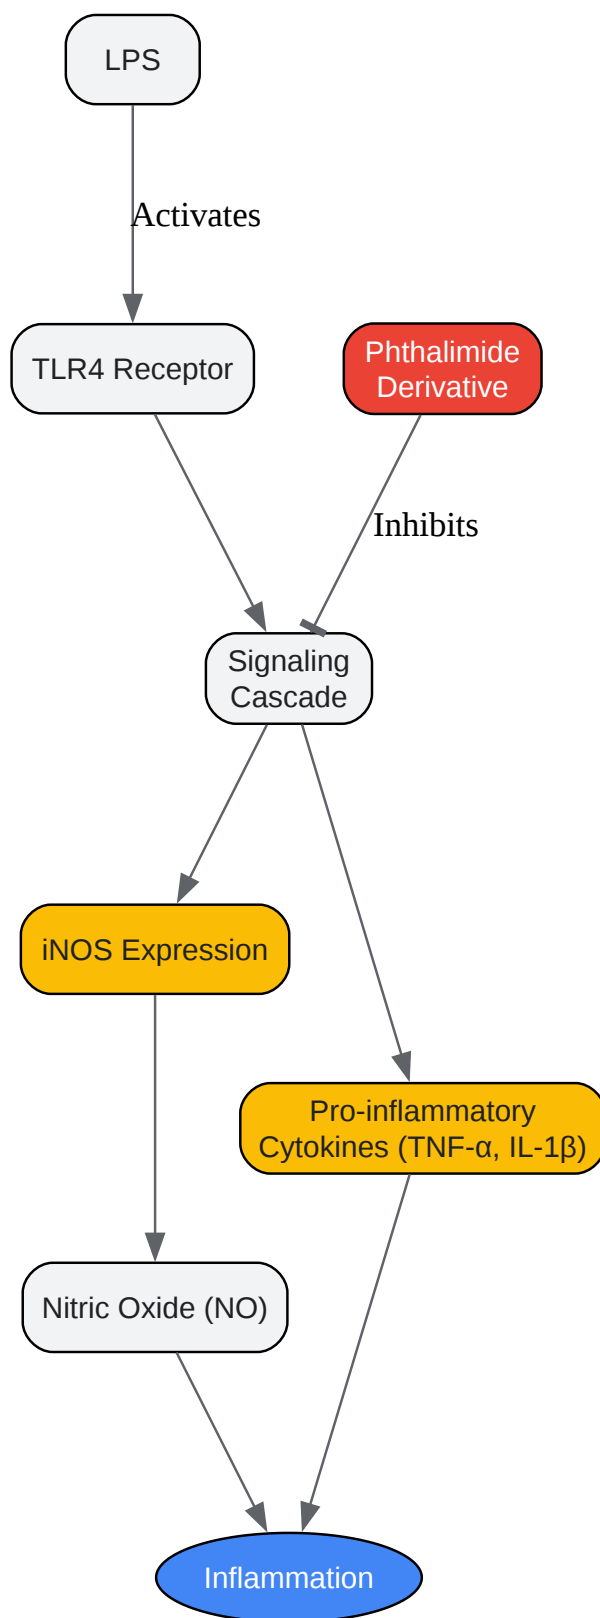 LPS
Activates
TLR4 Receptor
Phthalimide
Derivative
Inhibits
Signaling
Cascade
iNOS Expression
Pro-inflammatory
Cytokines (TNF-α, IL-1β)
Nitric Oxide (NO)
Inflammation